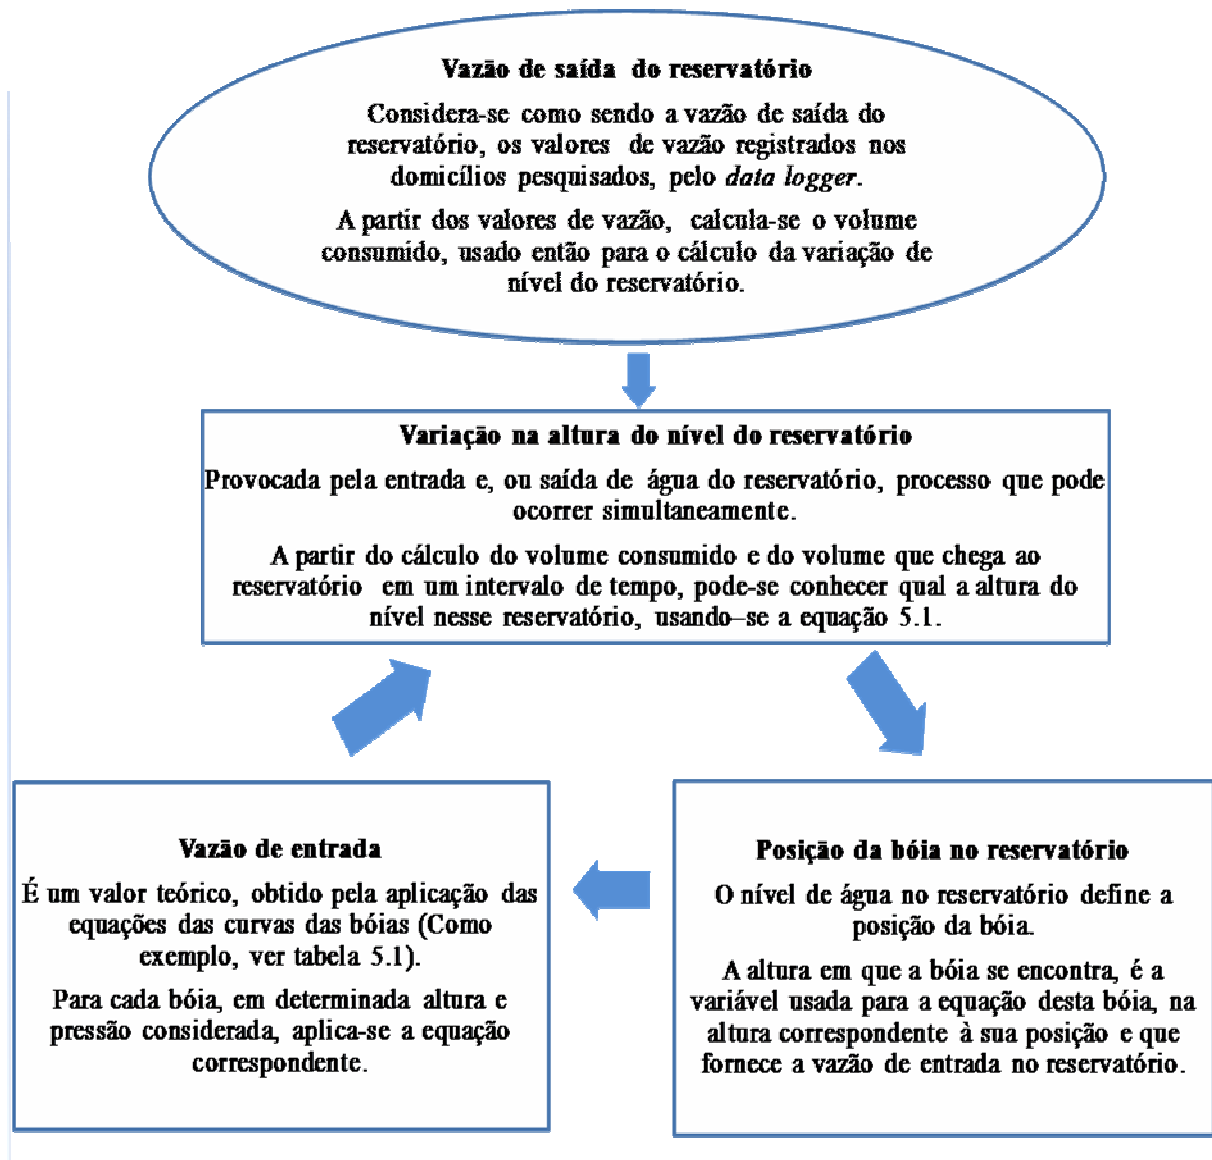 Vazão de saída do reservatório
Considera-se como sendo a vazão de saída do
reservatório, os valores de vazão registrados nos
domicílios pesquisados, pelo data logger.
A partir dos valores de vazão, calcula-se o volume
consumido, usado então para o cálculo da variação de
nível do reservatório.
Variação na altura do nível do reservatório
Provocada pela entrada e, ou saída de água do reservatório, processo que pode
ocorrer simultaneamente.
A partir do cálculo do volume consumido e do volume que chega ao
reservatório em um intervalo de tempo, pode-se conhecer qual a altura do
nível nesse reservatório, usando–se a equação 5.1.
Vazão de entrada
É um valor teórico, obtido pela aplicação das
equações das curvas das bóias (Como
exemplo, ver tabela 5.1).
Para cada bóia, em determinada altura e
pressão considerada, aplica-se a equação
correspondente.
Posição da bóia no reservatório
O nível de água no reservatório define a
posição da bóia.
A altura em que a bóia se encontra, é a
variável usada para a equação desta bóia, na
altura correspondente à sua posição e que
fornece a vazão de entrada no reservatório.